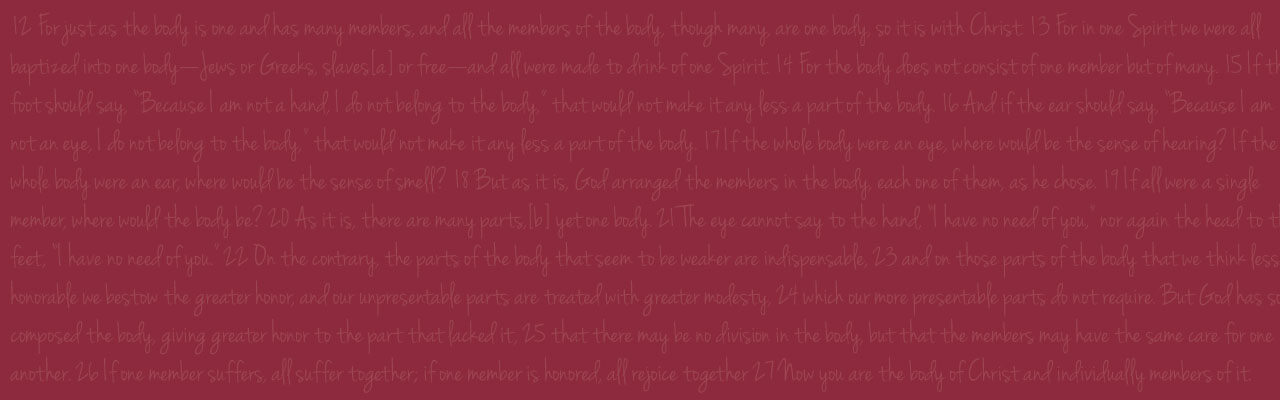 12 For just as the body is one and has many members, and all the members of the body, though many, are one body, so it is with Christ. 13 For in one Spirit we were all
baptized into one body—Jews or Greeks, slaves[a] or free—and all were made to drink of one Spirit. 14 For the body does not consist of one member but of many. 15 If th
foot should say, "Because I am not a hand, I do not belong to the body," that would not make it any less a part of the body. 16 And if the ear should say, "Because I am
not an eye, I do not belong to the body," that would not make it any less a part of the body. 17 If the whole body were an eye, where would be the sense of hearing? If the
whole body were an ear, where would be the sense of smell? 18 But as it is, God arranged the members in the body, each one of them, as he chose. 19 If all were a single
member, where would the body be? 20 As it is, there are many parts,[b] yet one body. 21 The eye cannot say to the hand, "I have no need of you," nor again the head to t
feet, "I have no need of you." 22 On the contrary, the parts of the body that seem to be weaker are indispensable, 23 and on those parts of the body that we think less
honorable we bestow the greater honor, and our unpresentable parts are treated with greater modesty, 24 which our more presentable parts do not require. But God has so
composed the body, giving greater honor to the part that lacked it, 25 that there may be no division in the body, but that the members may have the same care for one
another. 26 If one member suffers, all suffer together; if one member is honored, all rejoice together 27 Now you are the body of Christ and individually members of it.